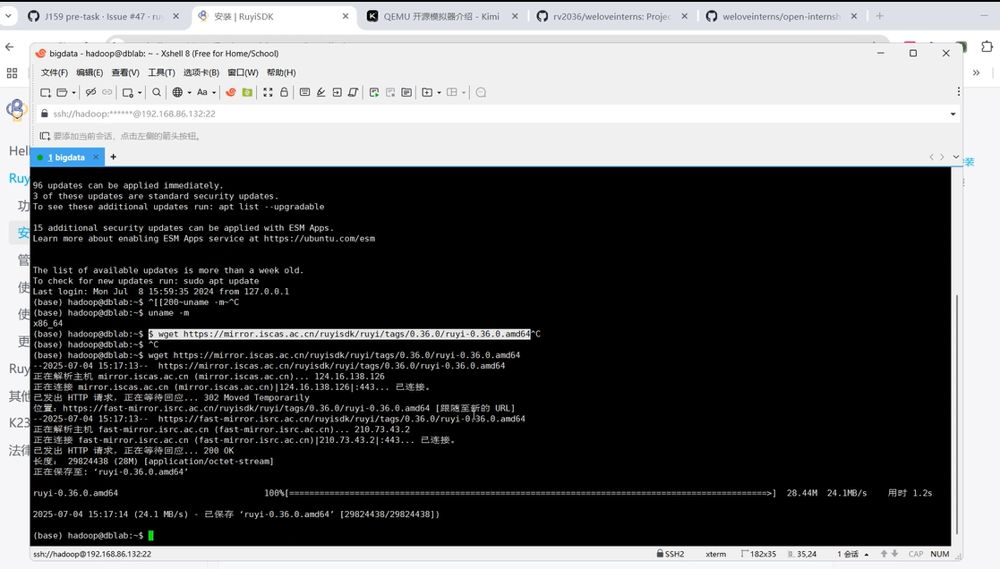 J159 pre-task · Issue #47 · ru
安装 | RuyiSDK
QEMU 开源模拟器介绍 - Kimi
rv2036/weloveinterns: Proje
weloveinterns/open-internsh
bigdata - hadoop@dblab: ~ - Xshell 8 (Free for Home/School)
文件(F) 编辑(E) 查看(V) 工具(T) 选项卡(B) 窗口(W) 帮助(H)
ssh://hadoop:******@192.168.86.132:22
要添加当前会话，点击左侧的箭头按钮。
1 bigdata
Hell
Ruy
功
安
管
使
使
更
Ruy
其他
K23
法律
装
96 updates can be applied immediately.
3 of these updates are standard security updates.
To see these additional updates run: apt list --upgradable
15 additional security updates can be applied with ESM Apps.
Learn more about enabling ESM Apps service at https://ubuntu.com/esm
The list of available updates is more than a week old.
To check for new updates run: sudo apt update
Last login: Mon Jul  8 15:59:35 2024 from 127.0.0.1
(base) hadoop@dblab:~$ ^[[200~uname -m~^C
(base) hadoop@dblab:~$ uname -m
x86_64
(base) hadoop@dblab:~$ $ wget https://mirror.iscas.ac.cn/ruyisdk/ruyi/tags/0.36.0/ruyi-0.36.0.amd64^C
(base) hadoop@dblab:~$ ^C
(base) hadoop@dblab:~$ wget https://mirror.iscas.ac.cn/ruyisdk/ruyi/tags/0.36.0/ruyi-0.36.0.amd64
--2025-07-04 15:17:13--  https://mirror.iscas.ac.cn/ruyisdk/ruyi/tags/0.36.0/ruyi-0.36.0.amd64
正在解析主机 mirror.iscas.ac.cn (mirror.iscas.ac.cn)... 124.16.138.126
正在连接 mirror.iscas.ac.cn (mirror.iscas.ac.cn)|124.16.138.126|:443... 已连接。
已发出 HTTP 请求，正在等待回应... 302 Moved Temporarily
位置：https://fast-mirror.isrc.ac.cn/ruyisdk/ruyi/tags/0.36.0/ruyi-0.36.0.amd64 [跟随至新的 URL]
--2025-07-04 15:17:13--  https://fast-mirror.isrc.ac.cn/ruyisdk/ruyi/tags/0.36.0/ruyi-0.36.0.amd64
正在解析主机 fast-mirror.isrc.ac.cn (fast-mirror.isrc.ac.cn)... 210.73.43.2
正在连接 fast-mirror.isrc.ac.cn (fast-mirror.isrc.ac.cn)|210.73.43.2|:443... 已连接。
已发出 HTTP 请求，正在等待回应... 200 OK
长度： 29824438 (28M) [application/octet-stream]
正在保存至: ‘ruyi-0.36.0.amd64’
ruyi-0.36.0.amd64 100%[=====================================================================================>] 28.44M 24.1MB/s 用时 1.2s
2025-07-04 15:17:14 (24.1 MB/s) - 已保存 ‘ruyi-0.36.0.amd64’ [29824438/29824438])
(base) hadoop@dblab:~$
ssh://hadoop@192.168.86.132:22 SSH2 xterm 182x35 35,24 1 会话 CAP NUM